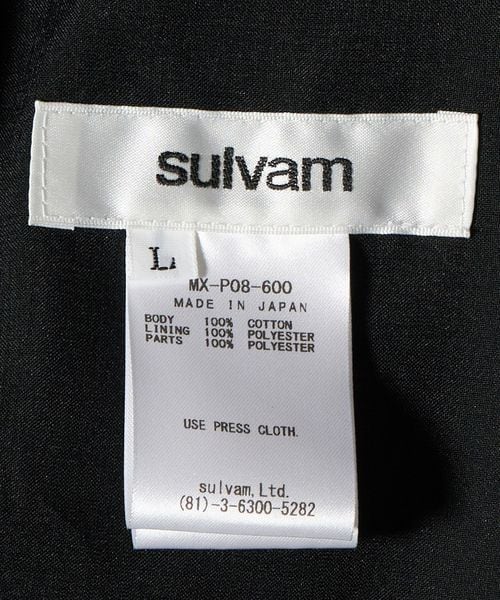 sulvam
L
MX-P08-600
MADE IN JAPAN
BODY 100% COTTON
LINING 100% POLYESTER
PARTS 100% POLYESTER
USE PRESS CLOTH.
sulvam,Ltd.
(81)-3-6300-5282